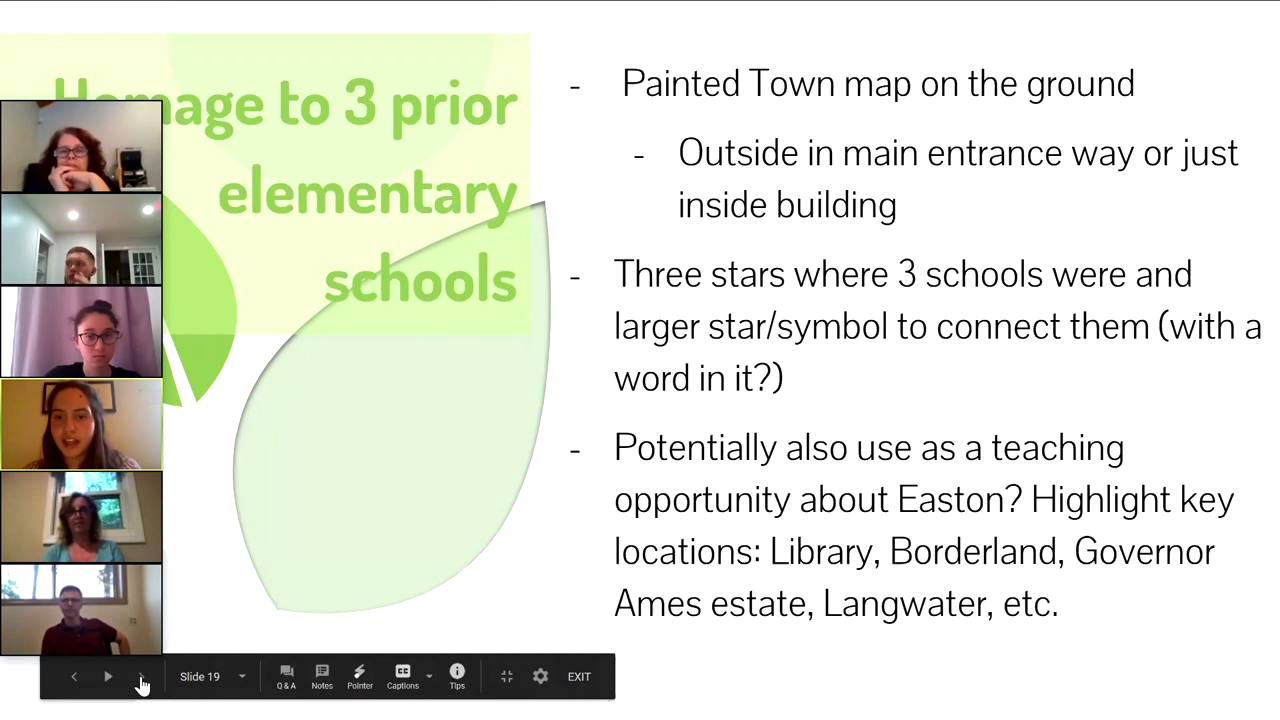 Homage to 3 prior
elementary
schools
- Painted Town map on the ground
- Outside in main entrance way or just
inside building
- Three stars where 3 schools were and
larger star/symbol to connect them (with a
word in it?)
- Potentially also use as a teaching
opportunity about Easton? Highlight key
locations: Library, Borderland, Governor
Ames estate, Langwater, etc.
Slide 19
Q & A
Notes
Pointer
CC
Captions
Tips
EXIT